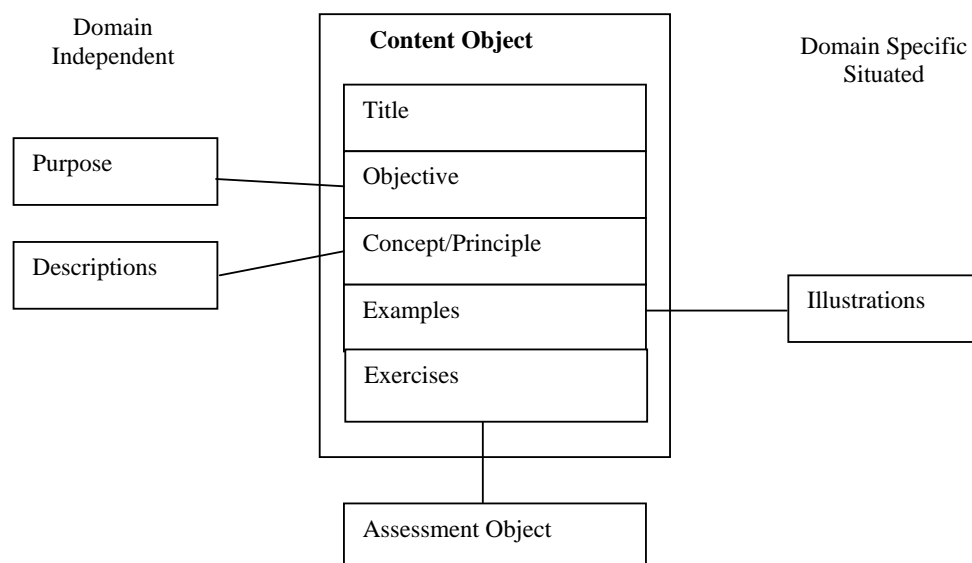 Domain
Independent
Content Object
Domain Specific
Situated
Title
Purpose
Objective
Descriptions
Concept/Principle
Examples
Illustrations
Exercises
Assessment Object